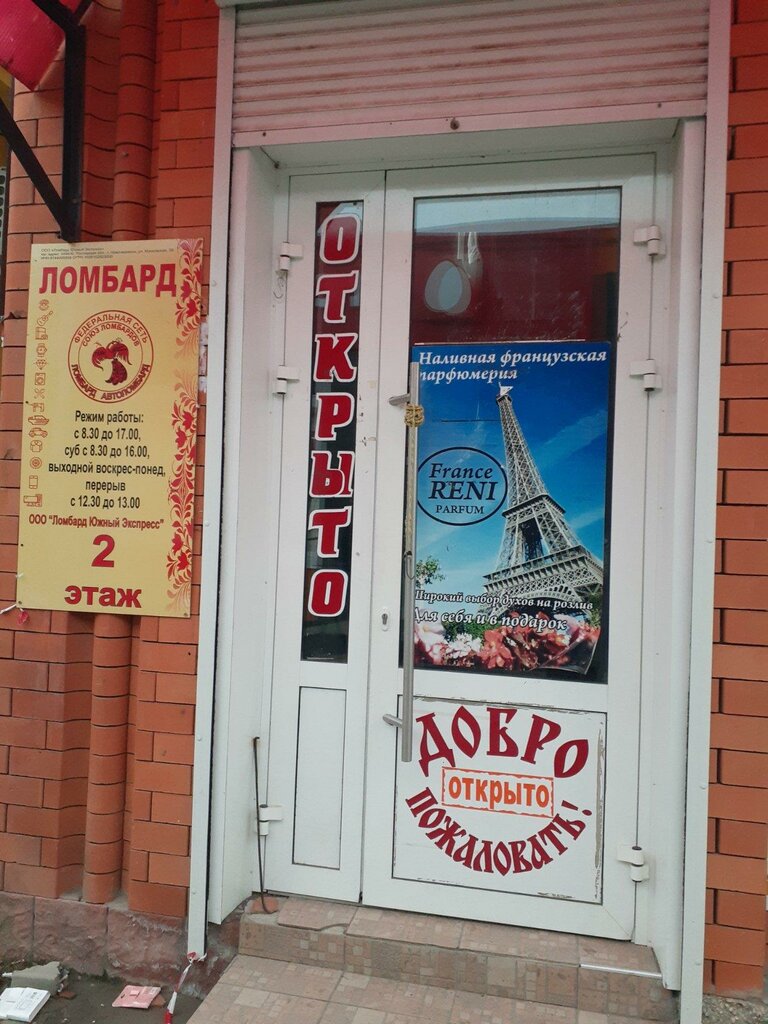 ЛОМБАРД
ФЕДЕРАЛЬНАЯ СЕТЬ
СОЮЗ ЛОМБАРДОВ
ЛОМБАРД АВТОЛОМБАРД
Режим работы:
с 8.30 до 17.00,
суб с 8.30 до 16.00,
выходной воскрес-понед,
перерыв
с 12.30 до 13.00
ООО "Ломбард Южный Экспресс"
2
этаж
ОТКРЫТО
Наливная французская
парфюмерия
France
RENI
PARFUM
Широкий выбор духов на розлив
Для себя и в подарок
ДОБРО
открыто
ПОЖАЛОВАТЬ!